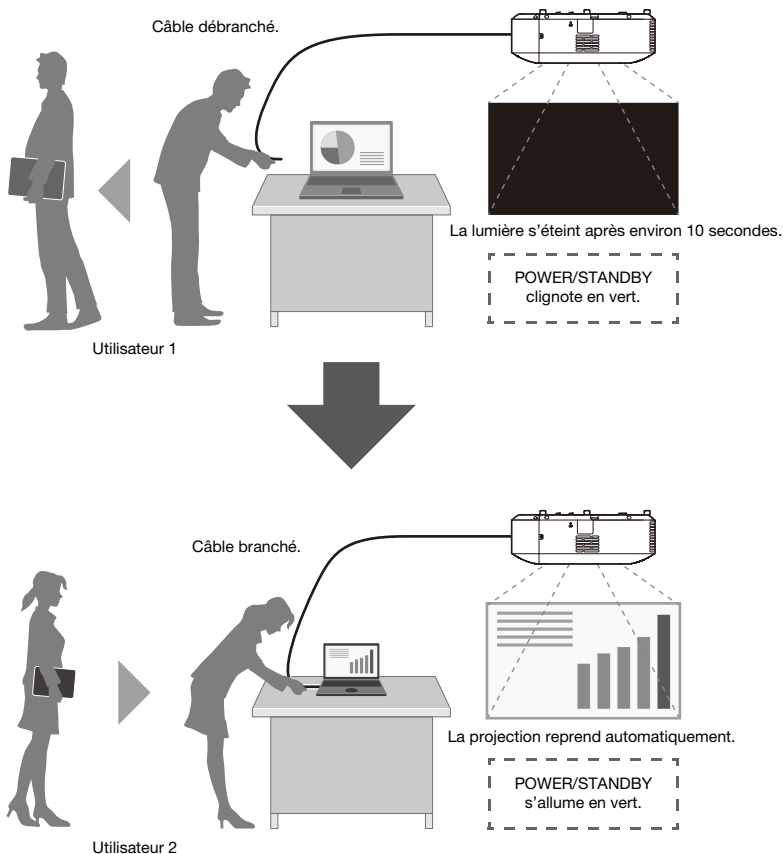 Câble débranché.
La lumière s'éteint après environ 10 secondes.
POWER/STANDBY
clignote en vert.
Utilisateur 1
Câble branché.
La projection reprend automatiquement.
POWER/STANDBY
s'allume en vert.
Utilisateur 2